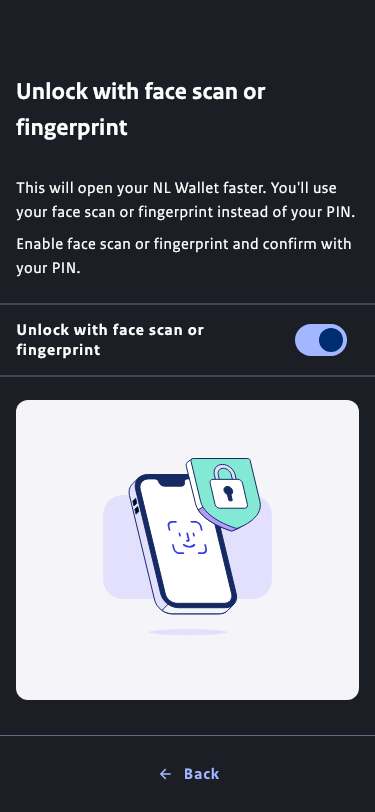 Unlock with face scan or
fingerprint
This will open your NL Wallet faster. You'll use
your face scan or fingerprint instead of your PIN.
Enable face scan or fingerprint and confirm with
your PIN.
Unlock with face scan or
fingerprint
Back